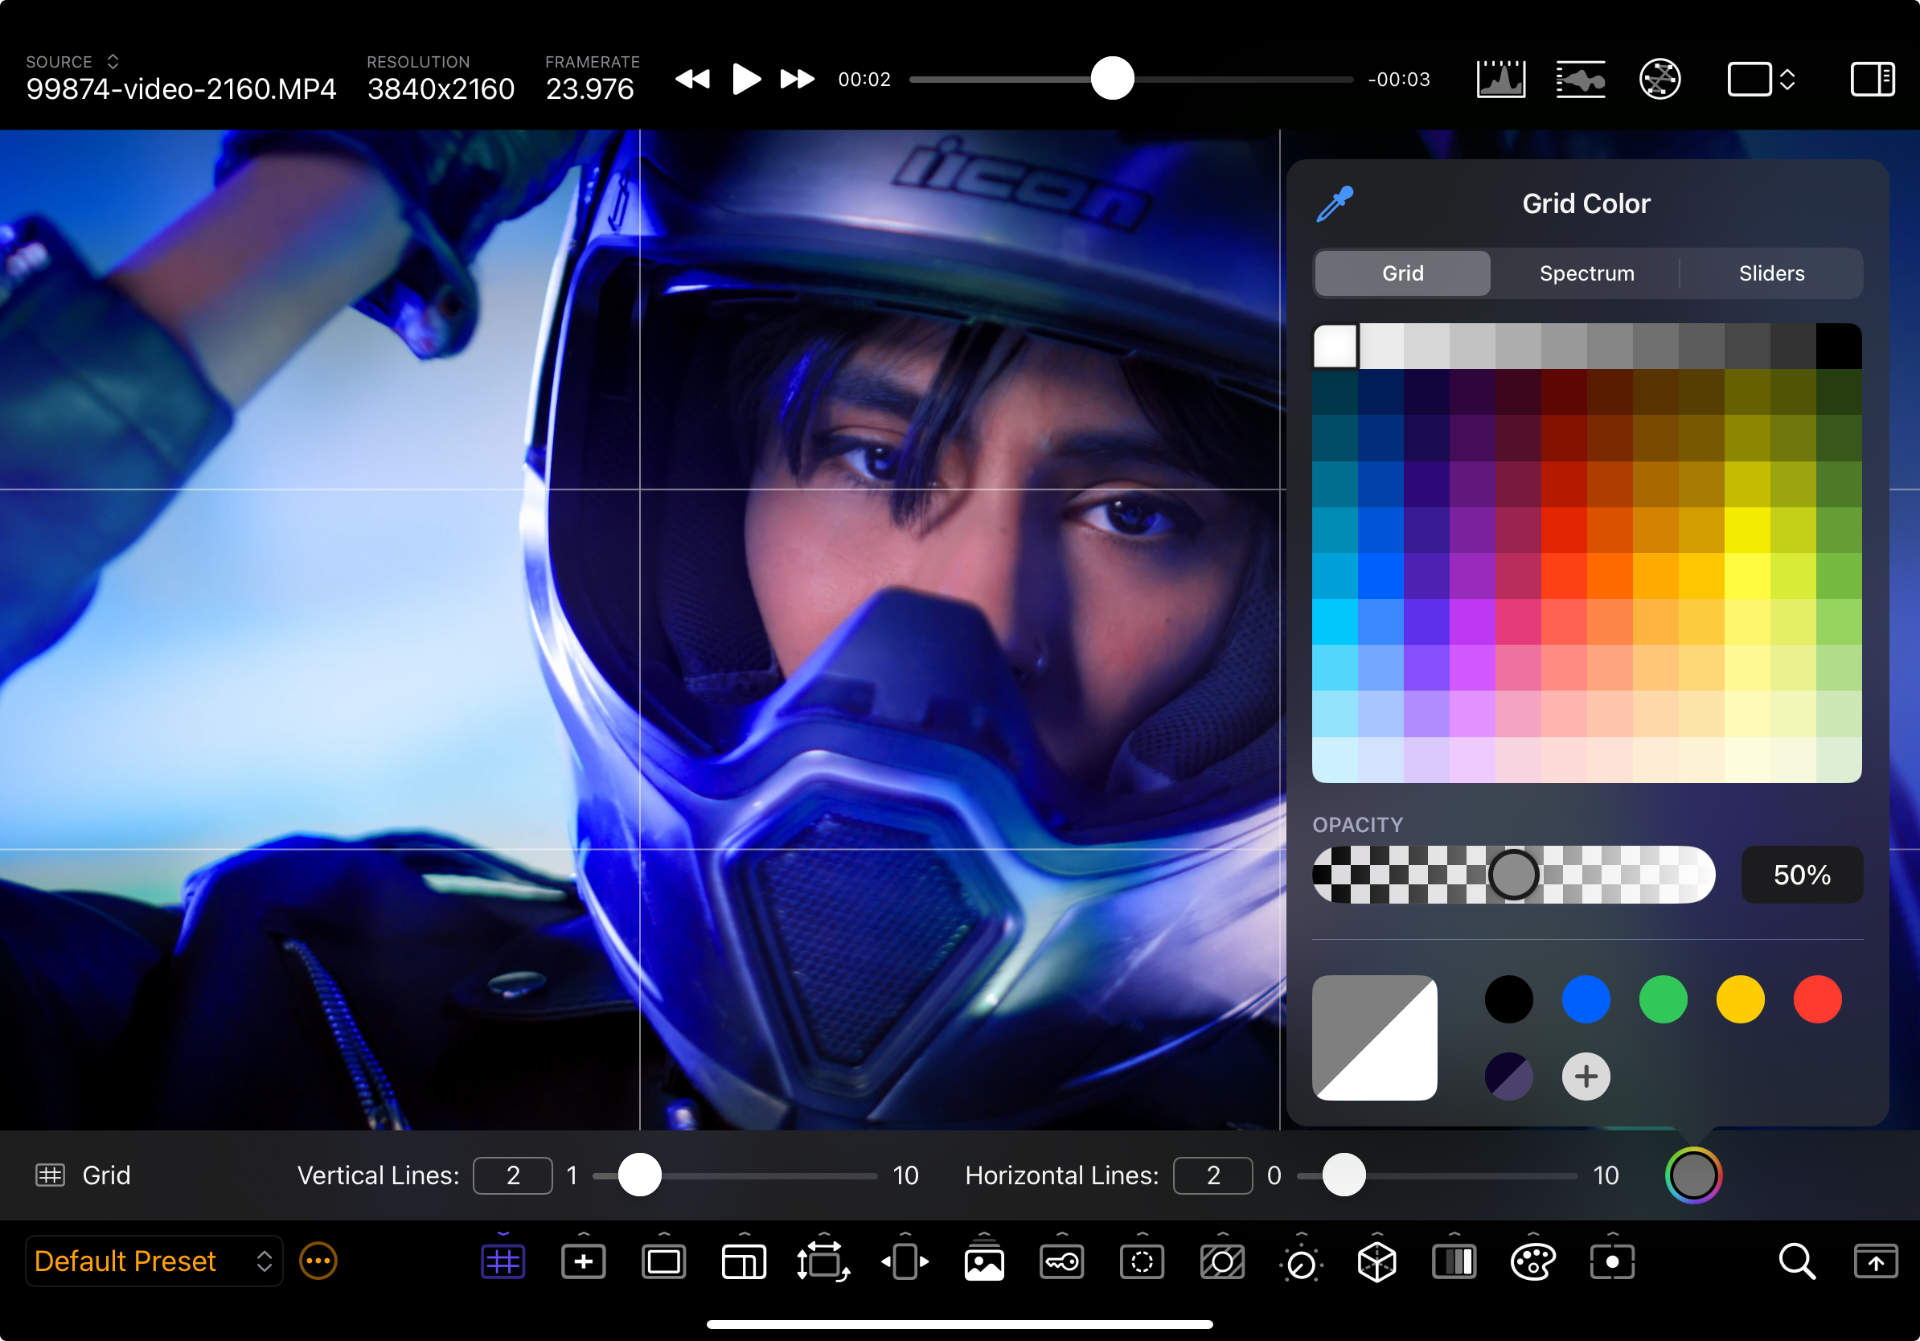 SOURCE
99874-video-2160.MP4
RESOLUTION
3840x2160
FRAMERATE
23.976
00:02
-00:03
iicon
Grid Color
Grid
Spectrum
Sliders
OPACITY
50%
Grid
Vertical Lines:
2
1
10
Horizontal Lines:
2
0
10
Default Preset